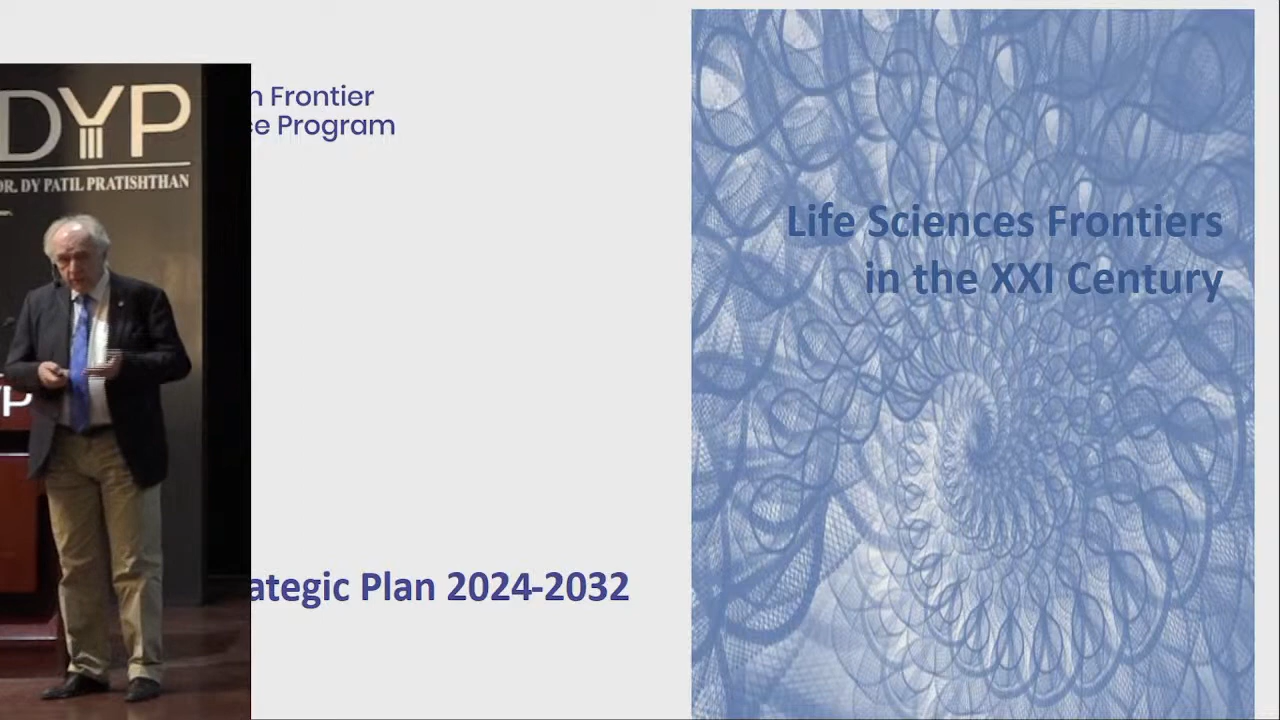 DYP
DR. DY PATIL PRATISHTHAN
n Frontier
ce Program
Life Sciences Frontiers
in the XXI Century
ategic Plan 2024-2032